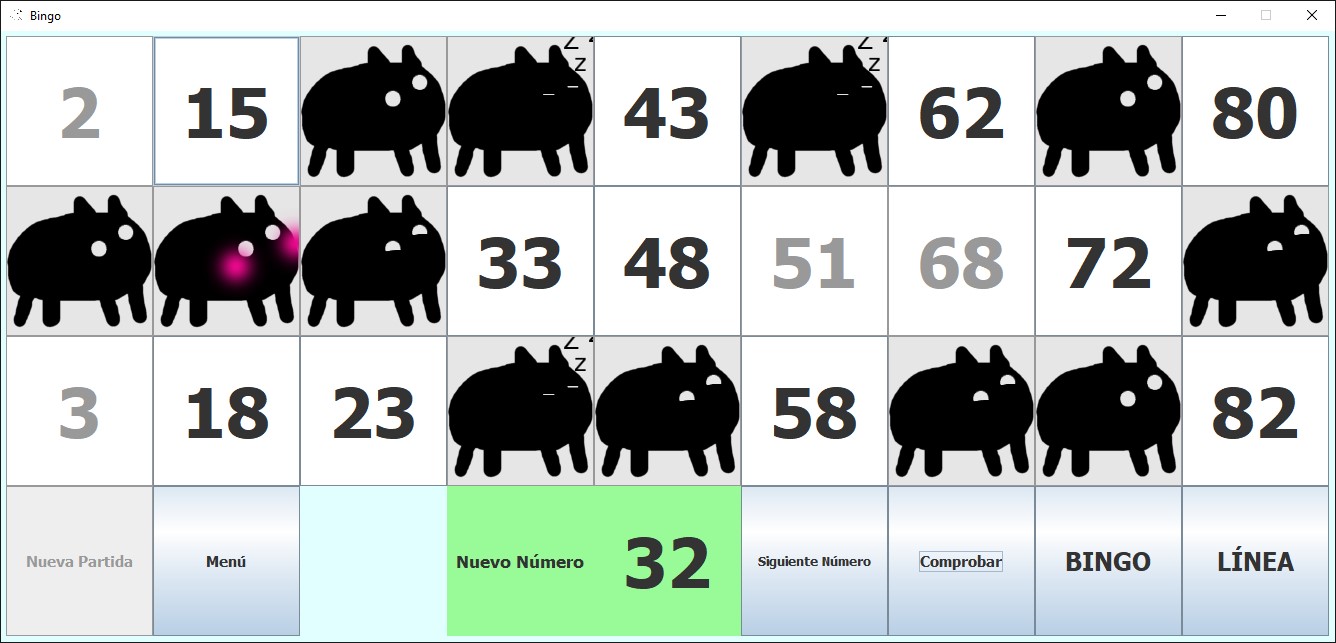 Bingo
2 15 Z z 43 Z z 62 80
33 48 51 68 72
3 18 23 Z z 58 82
Nueva Partida Menú Nuevo Número 32 Siguiente Número Comprobar BINGO LÍNEA